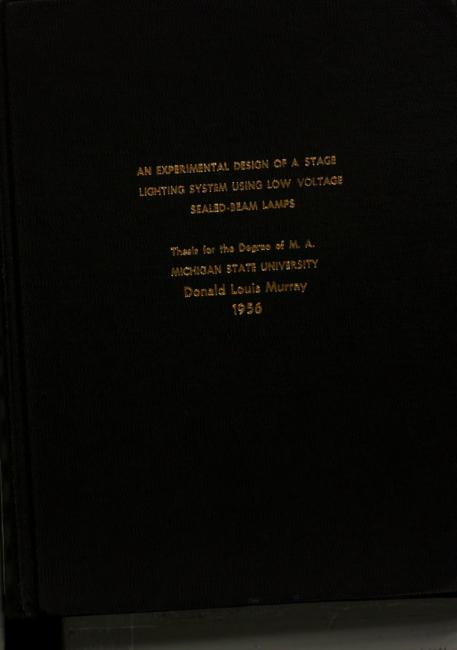 AN EXPERIMENTAL DESIGN OF A STAGE
LIGHTING SYSTEM USING LOW VOLTAGE
SEALED-BEAM LAMPS
Thesis for the Degree of M. A.
MICHIGAN STATE UNIVERSITY
Donald Louis Murray
1956